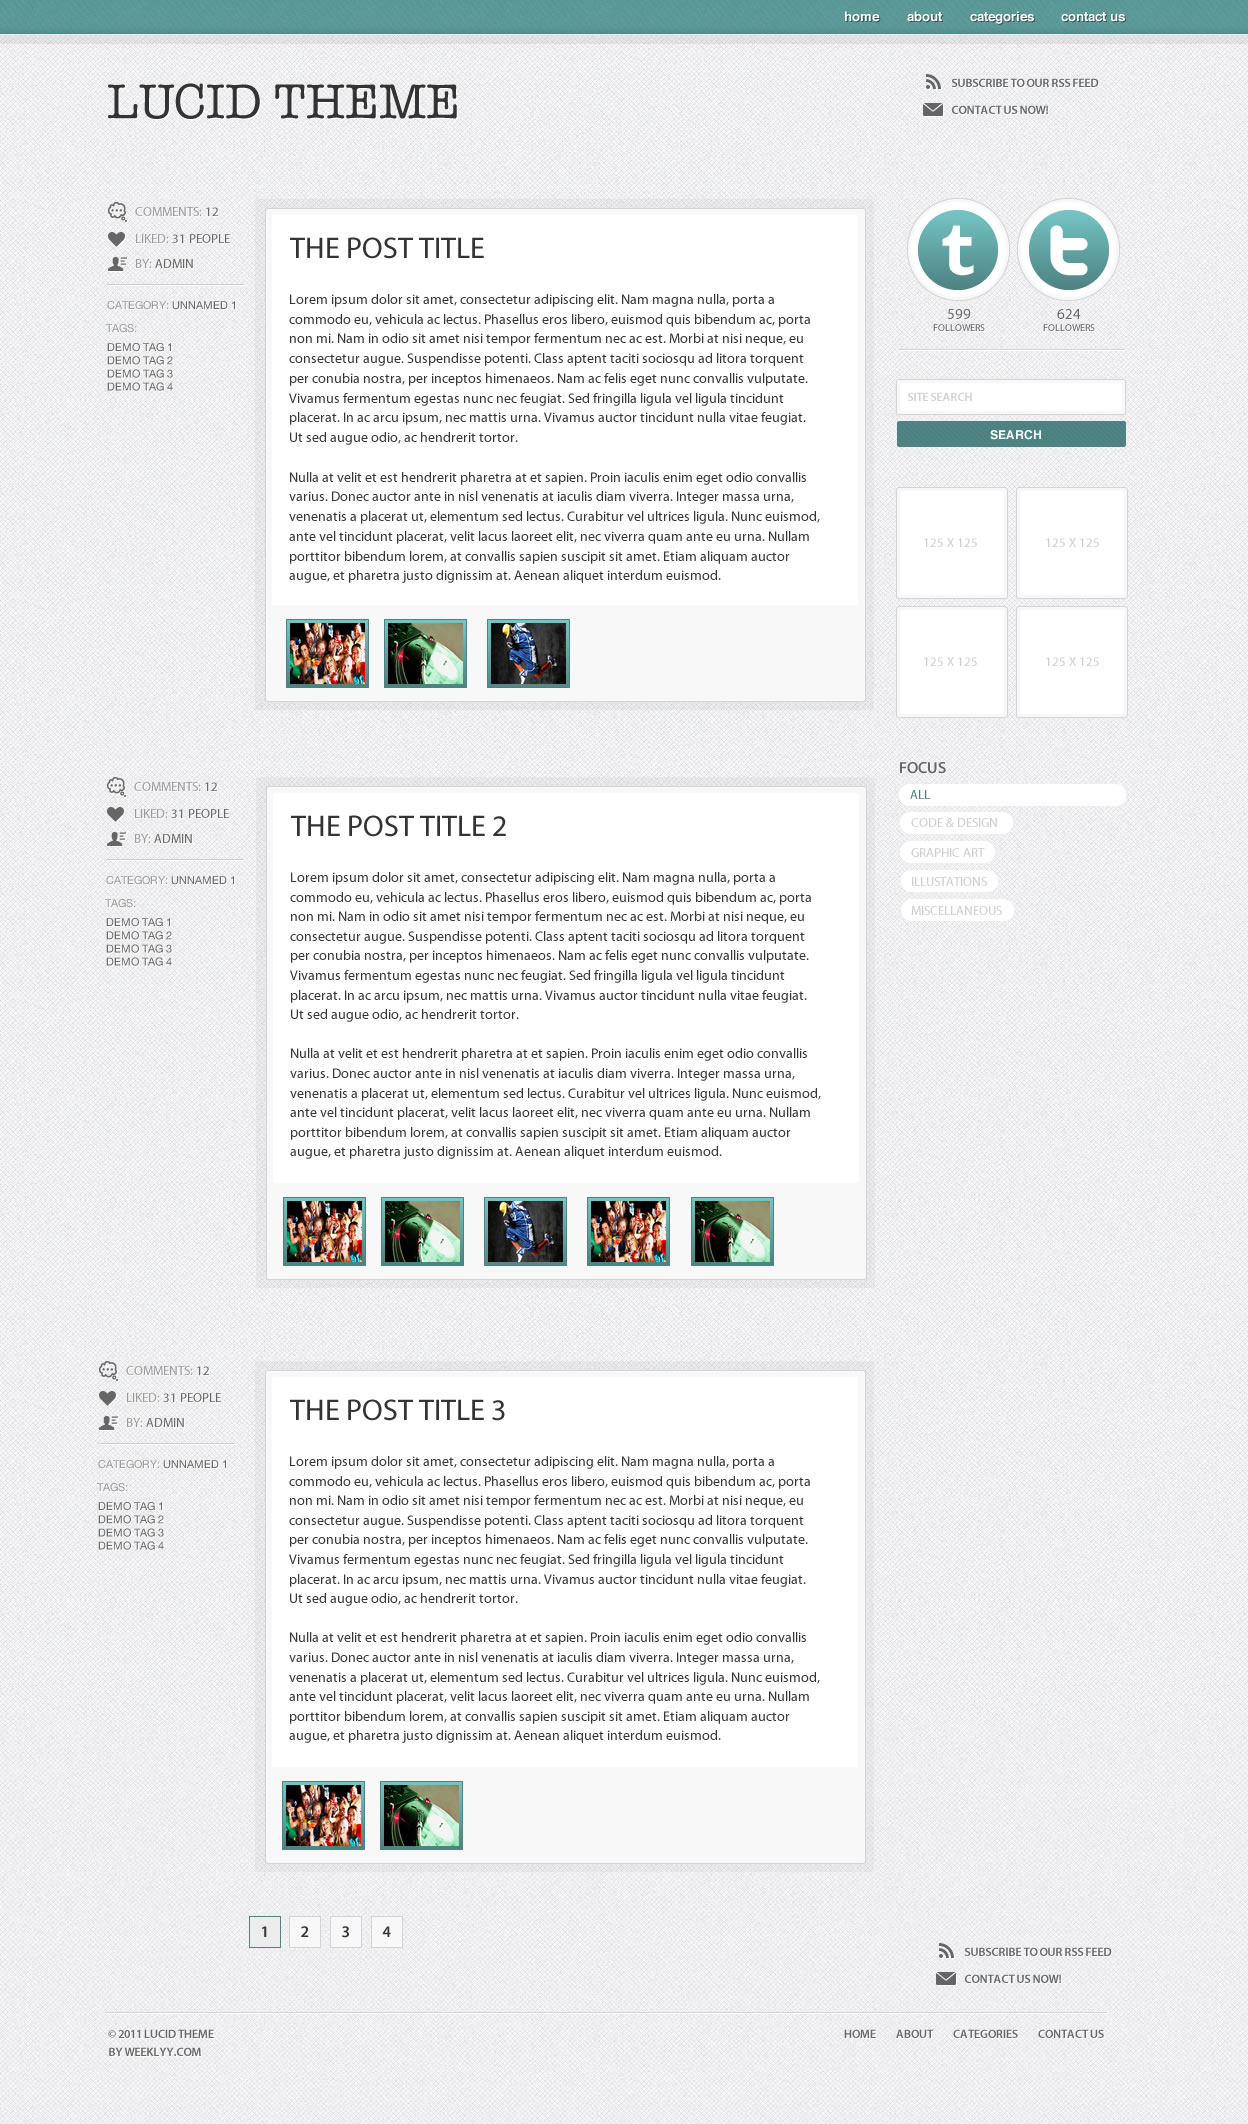 home about categories contact us
LUCID THEME
SUBSCRIBE TO OUR RSS FEED
CONTACT US NOW!
COMMENTS: 12
LIKED: 31 PEOPLE
BY: ADMIN
CATEGORY: UNNAMED 1
TAGS:
DEMO TAG 1
DEMO TAG 2
DEMO TAG 3
DEMO TAG 4
THE POST TITLE
Lorem ipsum dolor sit amet, consectetur adipiscing elit. Nam magna nulla, porta a
commodo eu, vehicula ac lectus. Phasellus eros libero, euismod quis bibendum ac, porta
non mi. Nam in odio sit amet nisi tempor fermentum nec ac est. Morbi at nisi neque, eu
consectetur augue. Suspendisse potenti. Class aptent taciti sociosqu ad litora torquent
per conubia nostra, per inceptos himenaeos. Nam ac felis eget nunc convallis vulputate.
Vivamus fermentum egestas nunc nec feugiat. Sed fringilla ligula vel ligula tincidunt
placerat. In ac arcu ipsum, nec mattis urna. Vivamus auctor tincidunt nulla vitae feugiat.
Ut sed augue odio, ac hendrerit tortor.
Nulla at velit et est hendrerit pharetra at et sapien. Proin iaculis enim eget odio convallis
varius. Donec auctor ante in nisl venenatis at iaculis diam viverra. Integer massa urna,
venenatis a placerat ut, elementum sed lectus. Curabitur vel ultrices ligula. Nunc euismod,
ante vel tincidunt placerat, velit lacus laoreet elit, nec viverra quam ante eu urna. Nullam
porttitor bibendum lorem, at convallis sapien suscipit sit amet. Etiam aliquam auctor
augue, et pharetra justo dignissim at. Aenean aliquet interdum euismod.
t t
599 624
FOLLOWERS FOLLOWERS
SITE SEARCH
SEARCH
125 X 125 125 X 125
125 X 125 125 X 125
FOCUS
ALL
CODE & DESIGN
GRAPHIC ART
ILLUSTATIONS
MISCELLANEOUS
COMMENTS: 12
LIKED: 31 PEOPLE
BY: ADMIN
CATEGORY: UNNAMED 1
TAGS:
DEMO TAG 1
DEMO TAG 2
DEMO TAG 3
DEMO TAG 4
THE POST TITLE 2
Lorem ipsum dolor sit amet, consectetur adipiscing elit. Nam magna nulla, porta a
commodo eu, vehicula ac lectus. Phasellus eros libero, euismod quis bibendum ac, porta
non mi. Nam in odio sit amet nisi tempor fermentum nec ac est. Morbi at nisi neque, eu
consectetur augue. Suspendisse potenti. Class aptent taciti sociosqu ad litora torquent
per conubia nostra, per inceptos himenaeos. Nam ac felis eget nunc convallis vulputate.
Vivamus fermentum egestas nunc nec feugiat. Sed fringilla ligula vel ligula tincidunt
placerat. In ac arcu ipsum, nec mattis urna. Vivamus auctor tincidunt nulla vitae feugiat.
Ut sed augue odio, ac hendrerit tortor.
Nulla at velit et est hendrerit pharetra at et sapien. Proin iaculis enim eget odio convallis
varius. Donec auctor ante in nisl venenatis at iaculis diam viverra. Integer massa urna,
venenatis a placerat ut, elementum sed lectus. Curabitur vel ultrices ligula. Nunc euismod,
ante vel tincidunt placerat, velit lacus laoreet elit, nec viverra quam ante eu urna. Nullam
porttitor bibendum lorem, at convallis sapien suscipit sit amet. Etiam aliquam auctor
augue, et pharetra justo dignissim at. Aenean aliquet interdum euismod.
COMMENTS: 12
LIKED: 31 PEOPLE
BY: ADMIN
CATEGORY: UNNAMED 1
TAGS:
DEMO TAG 1
DEMO TAG 2
DEMO TAG 3
DEMO TAG 4
THE POST TITLE 3
Lorem ipsum dolor sit amet, consectetur adipiscing elit. Nam magna nulla, porta a
commodo eu, vehicula ac lectus. Phasellus eros libero, euismod quis bibendum ac, porta
non mi. Nam in odio sit amet nisi tempor fermentum nec ac est. Morbi at nisi neque, eu
consectetur augue. Suspendisse potenti. Class aptent taciti sociosqu ad litora torquent
per conubia nostra, per inceptos himenaeos. Nam ac felis eget nunc convallis vulputate.
Vivamus fermentum egestas nunc nec feugiat. Sed fringilla ligula vel ligula tincidunt
placerat. In ac arcu ipsum, nec mattis urna. Vivamus auctor tincidunt nulla vitae feugiat.
Ut sed augue odio, ac hendrerit tortor.
Nulla at velit et est hendrerit pharetra at et sapien. Proin iaculis enim eget odio convallis
varius. Donec auctor ante in nisl venenatis at iaculis diam viverra. Integer massa urna,
venenatis a placerat ut, elementum sed lectus. Curabitur vel ultrices ligula. Nunc euismod,
ante vel tincidunt placerat, velit lacus laoreet elit, nec viverra quam ante eu urna. Nullam
porttitor bibendum lorem, at convallis sapien suscipit sit amet. Etiam aliquam auctor
augue, et pharetra justo dignissim at. Aenean aliquet interdum euismod.
1 2 3 4
SUBSCRIBE TO OUR RSS FEED
CONTACT US NOW!
© 2011 LUCID THEME
BY WEEKLYY.COM
HOME ABOUT CATEGORIES CONTACT US